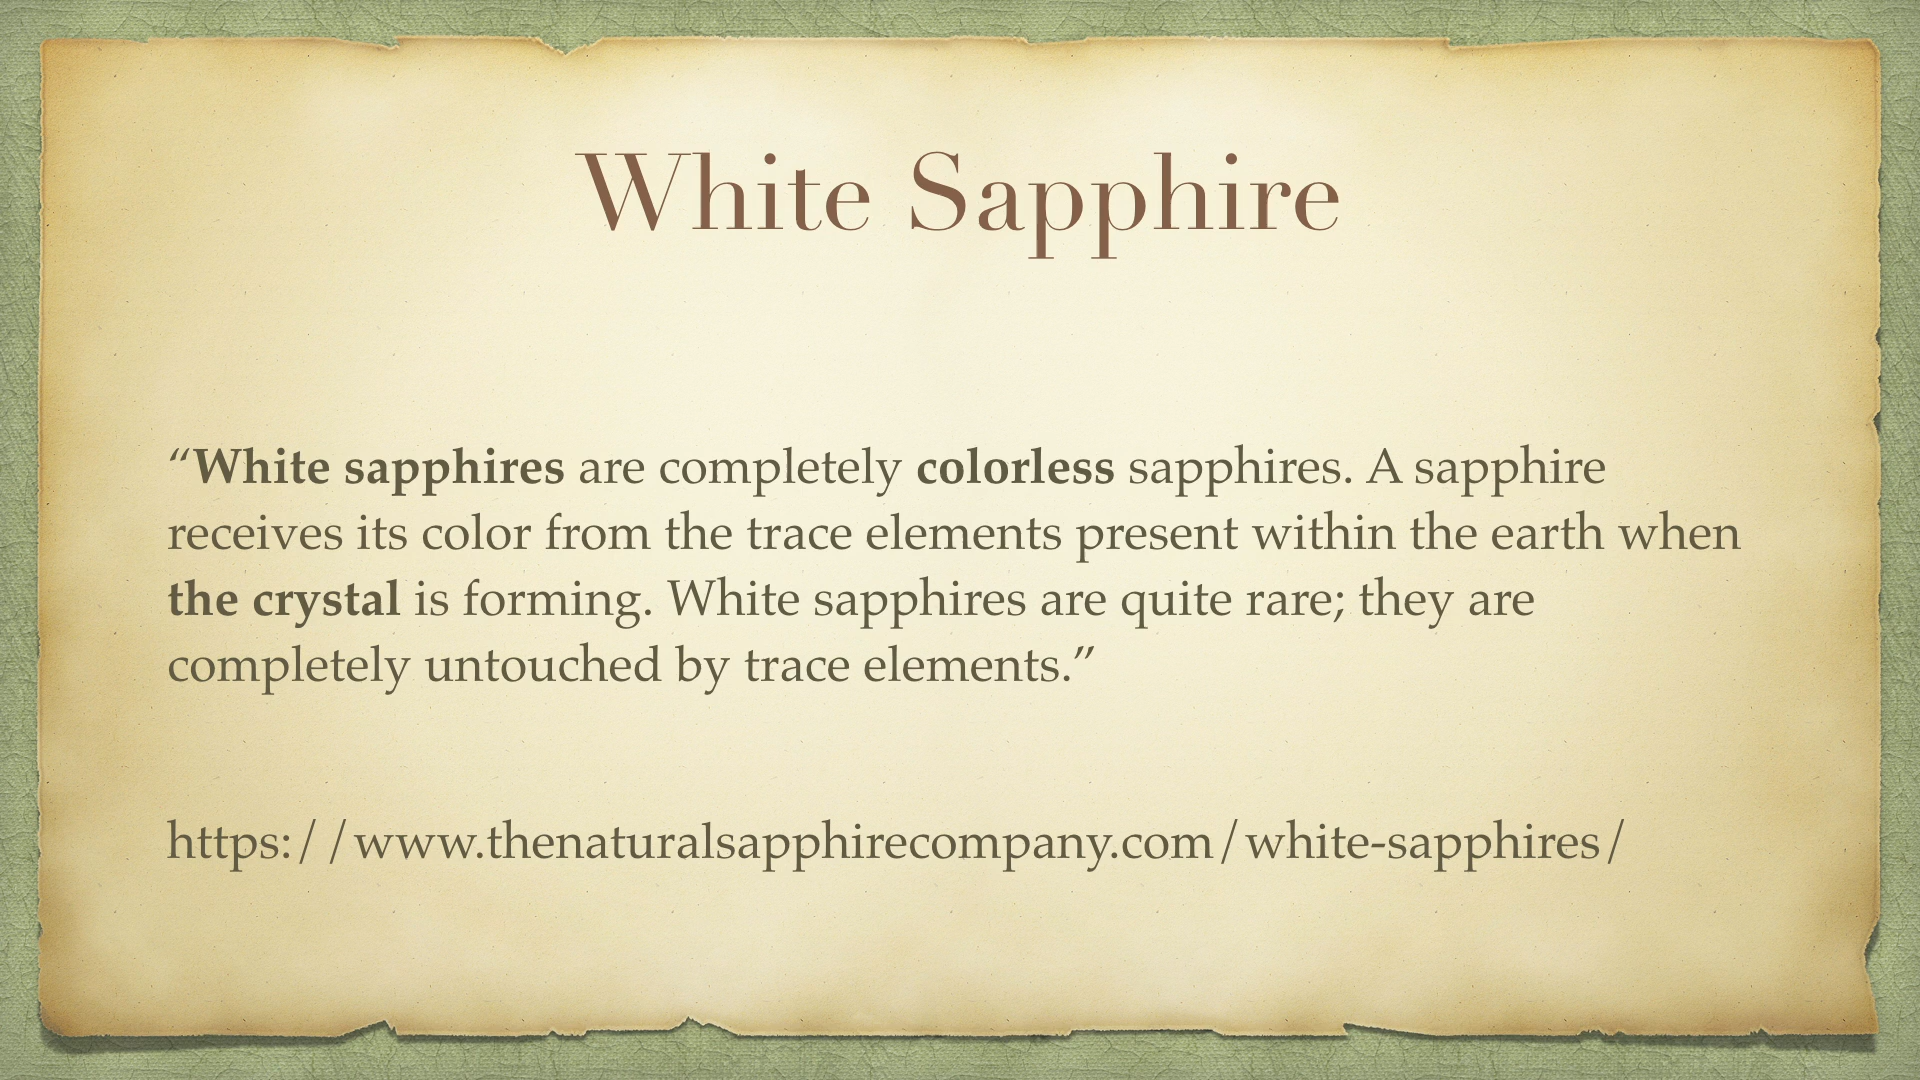 White Sapphire
“White sapphires are completely colorless sapphires. A sapphire
receives its color from the trace elements present within the earth when
the crystal is forming. White sapphires are quite rare; they are
completely untouched by trace elements.”
https://www.thenaturalsapphirecompany.com/white-sapphires/